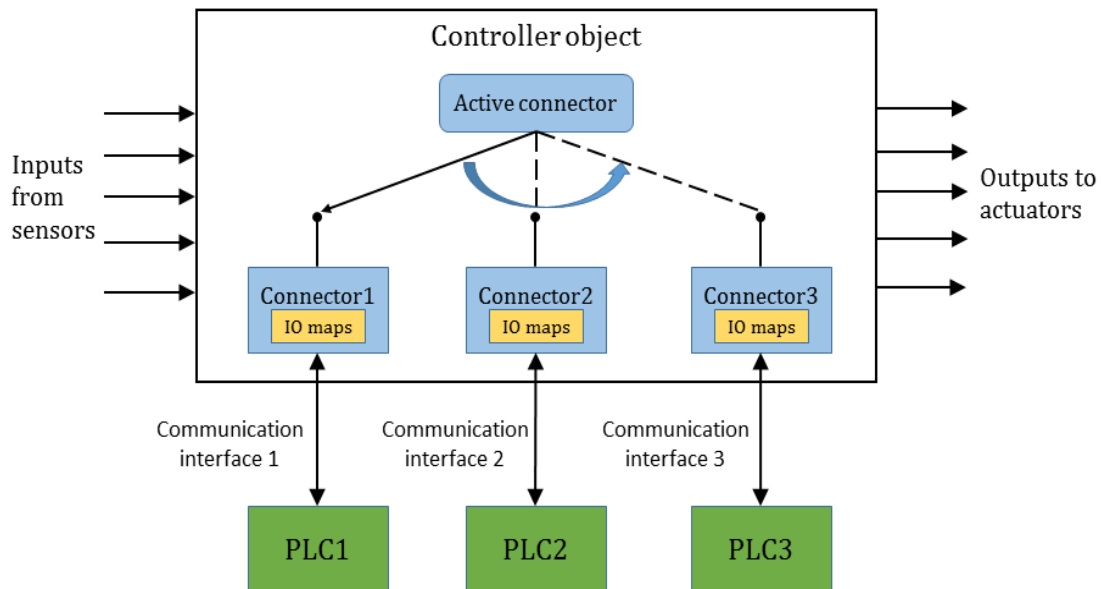 Controller object
Active connector
Inputs
from
sensors
Outputs to
actuators
Connector1
IO maps
Connector2
IO maps
Connector3
IO maps
Communication
interface 1
Communication
interface 2
Communication
interface 3
PLC1
PLC2
PLC3